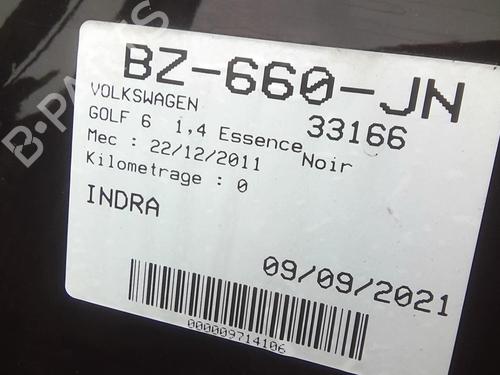 BZ-660-JN
VOLKSWAGEN 33166
GOLF 6 1,4 Essence Noir
Mec : 22/12/2011
Kilometrage : 0
INDRA
09/09/2021
000009714106
B-PARTS